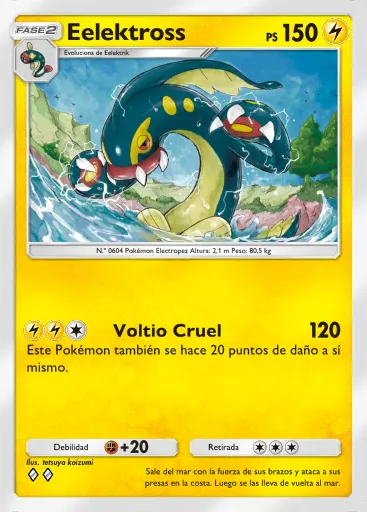 FASE 2
Eelektross
PS 150
Evoluciona de Eelektrik
N.º 0604 Pokémon Electropez Altura: 2,1 m Peso: 80,5 kg
Voltio Cruel 120
Este Pokémon también se hace 20 puntos de daño a sí
mismo.
Debilidad +20 Retirada
Ilus. tetsuya koizumi
Sale del mar con la fuerza de sus brazos y ataca a sus
presas en la costa. Luego se las lleva de vuelta al mar.